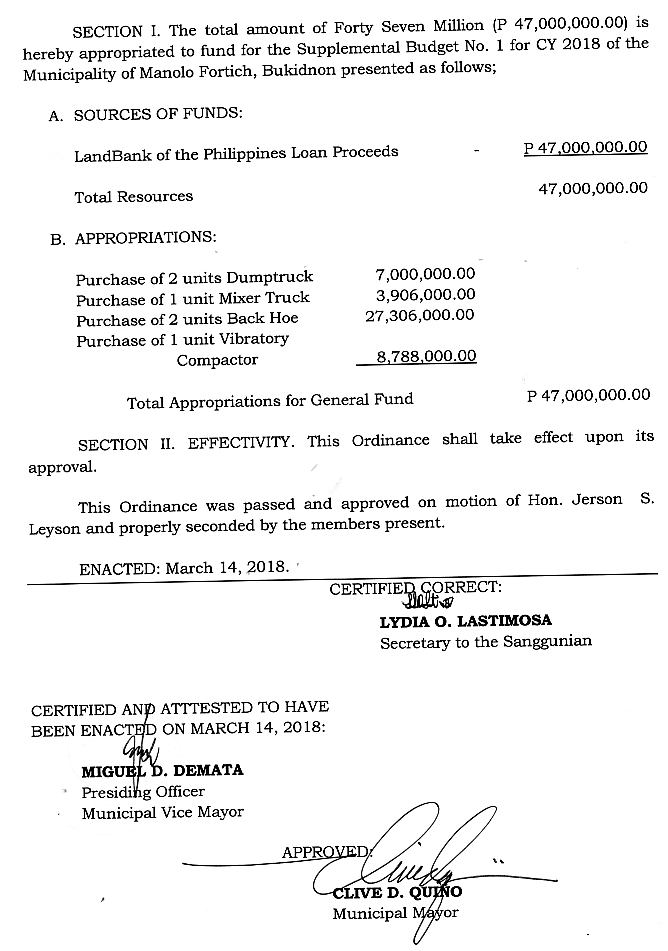 SECTION I. The total amount of Forty Seven Million (P 47,000,000.00) is
hereby appropriated to fund for the Supplemental Budget No. 1 for CY 2018 of the
Municipality of Manolo Fortich, Bukidnon presented as follows;
A. SOURCES OF FUNDS:
LandBank of the Philippines Loan Proceeds - P 47,000,000.00
Total Resources 47,000,000.00
B. APPROPRIATIONS:
Purchase of 2 units Dumptruck 7,000,000.00
Purchase of 1 unit Mixer Truck 3,906,000.00
Purchase of 2 units Back Hoe 27,306,000.00
Purchase of 1 unit Vibratory
Compactor 8,788,000.00
Total Appropriations for General Fund P 47,000,000.00
SECTION II. EFFECTIVITY. This Ordinance shall take effect upon its
approval.
This Ordinance was passed and approved on motion of Hon. Jerson S.
Leyson and properly seconded by the members present.
ENACTED: March 14, 2018.
CERTIFIED CORRECT:
LYDIA O. LASTIMOSA
Secretary to the Sanggunian
CERTIFIED AND ATTTESTED TO HAVE
BEEN ENACTED ON MARCH 14, 2018:
MIGUEL D. DEMATA
Presiding Officer
Municipal Vice Mayor
APPROVED:
CLIVE D. QUIÑO
Municipal Mayor